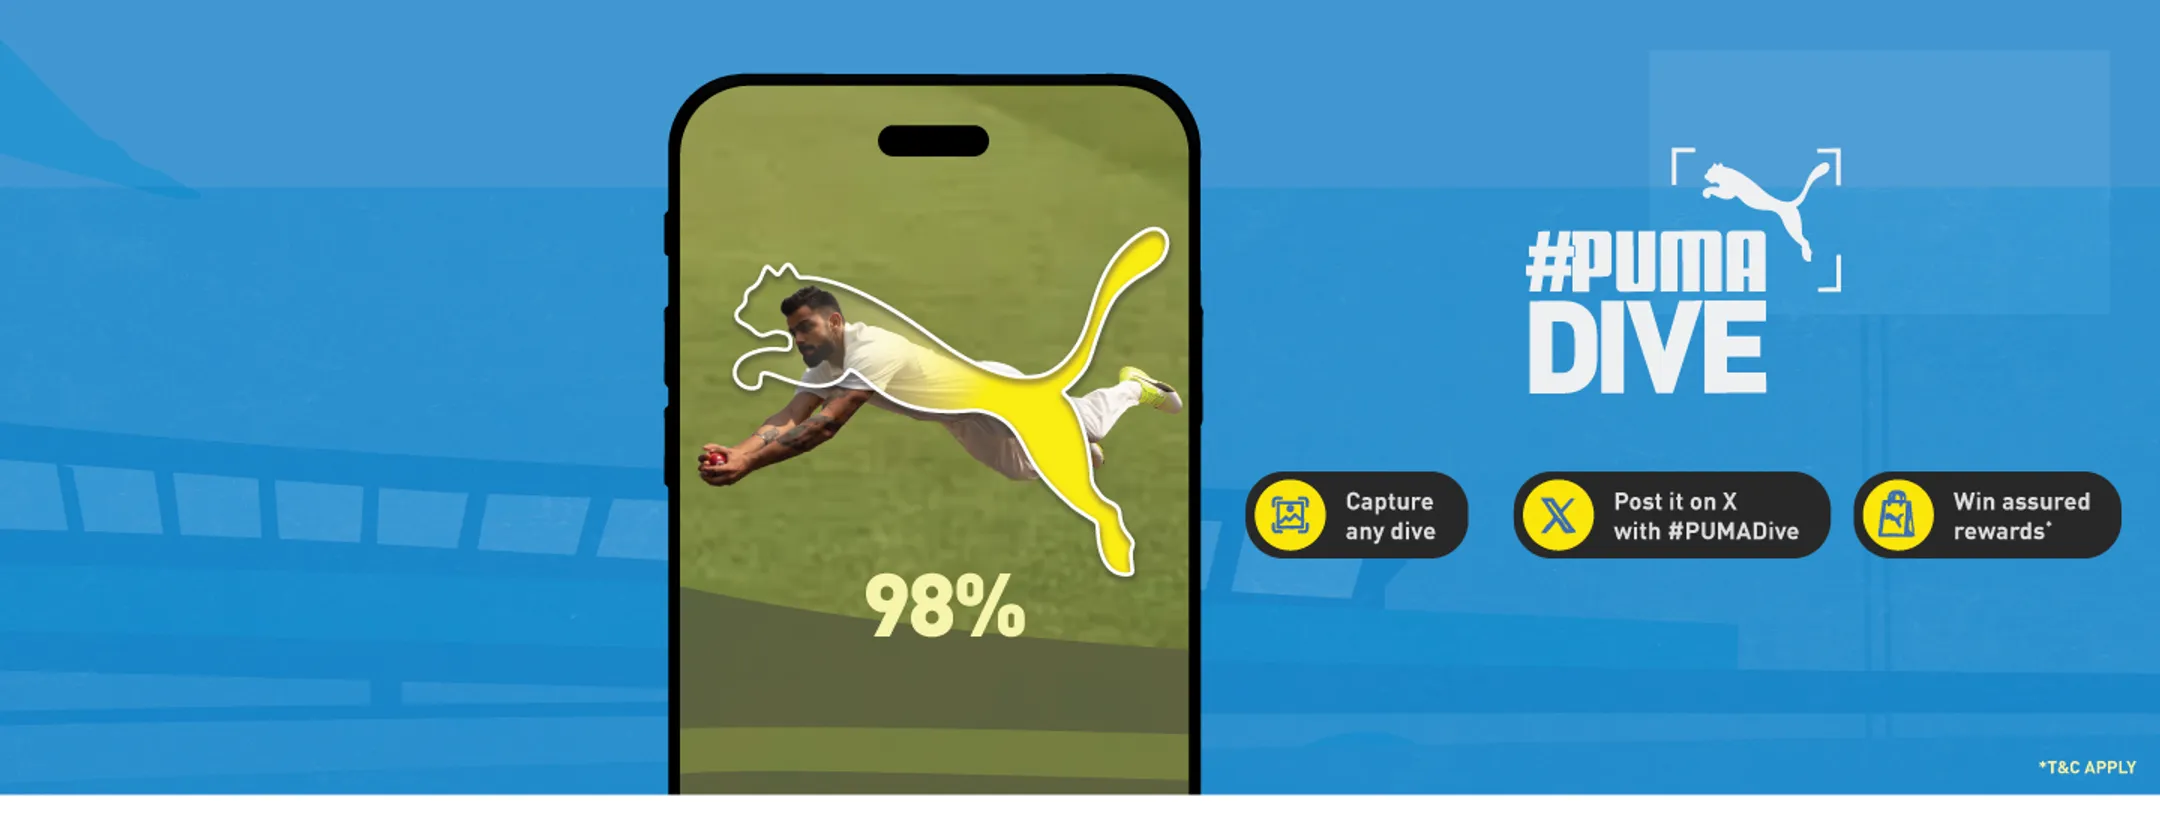 #PUMA
DIVE
98%
Capture
any dive
Post it on X
with #PUMADive
Win assured
rewards*
*T&C APPLY